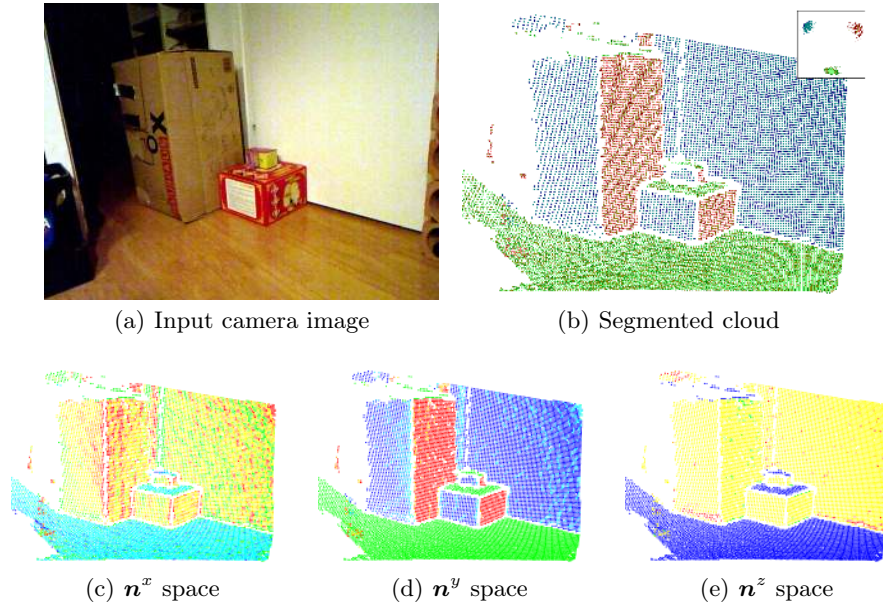 (a) Input camera image
(b) Segmented cloud
(c) n^x space
(d) n^y space
(e) n^z space